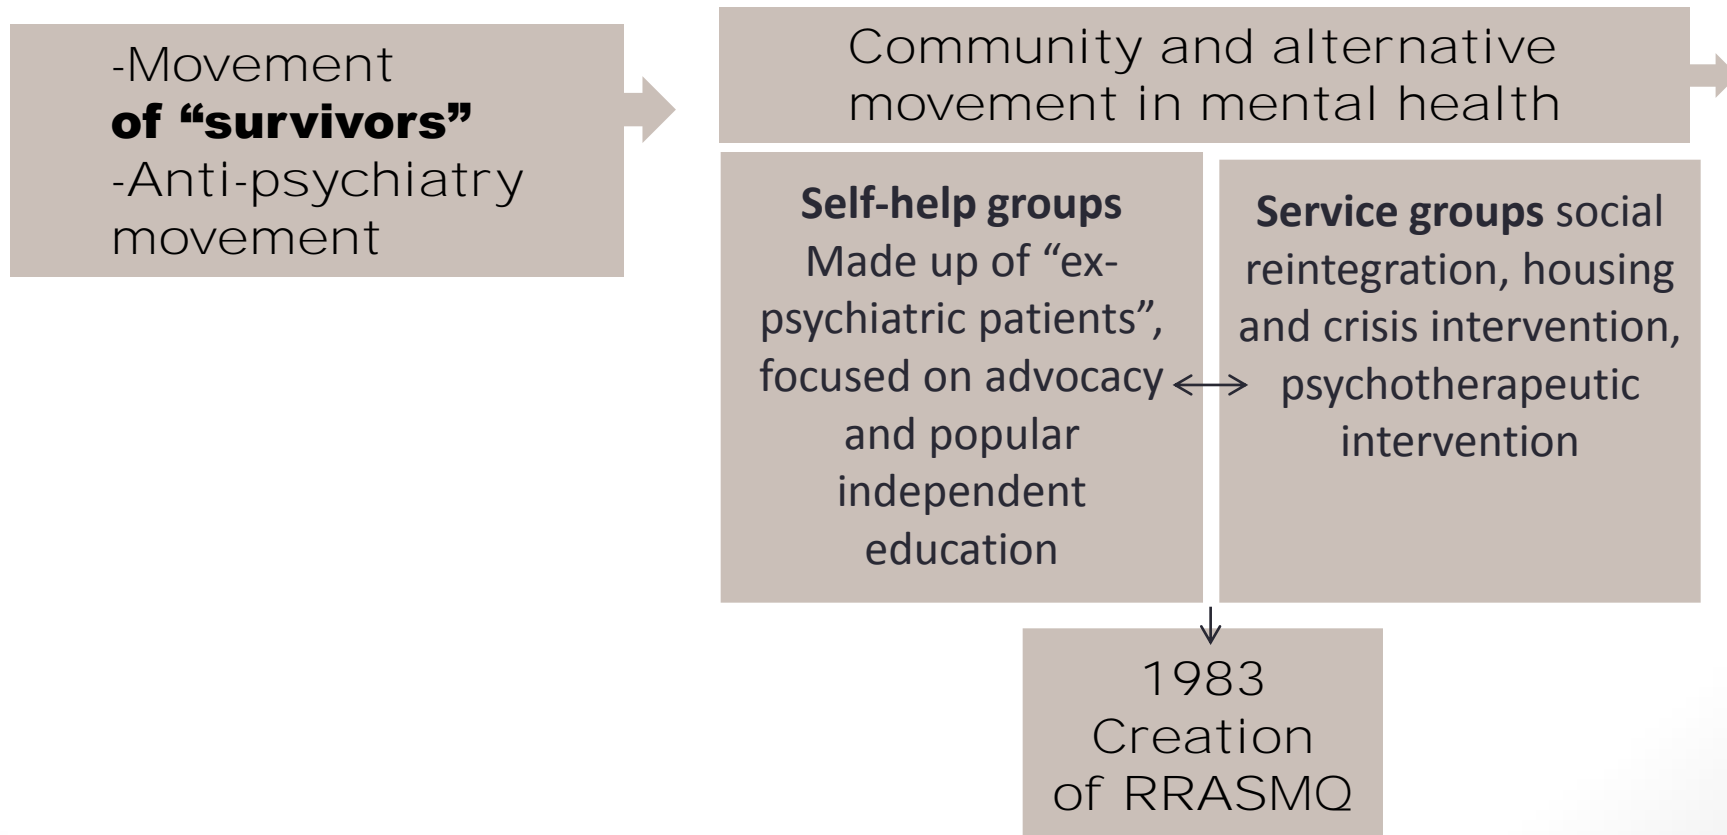 -Movement
of “survivors”
-Anti-psychiatry
movement
Community and alternative
movement in mental health
Self-help groups
Made up of “ex-
psychiatric patients”,
focused on advocacy
and popular
independent
education
Service groups social
reintegration, housing
and crisis intervention,
psychotherapeutic
intervention
1983
Creation
of RRASMQ